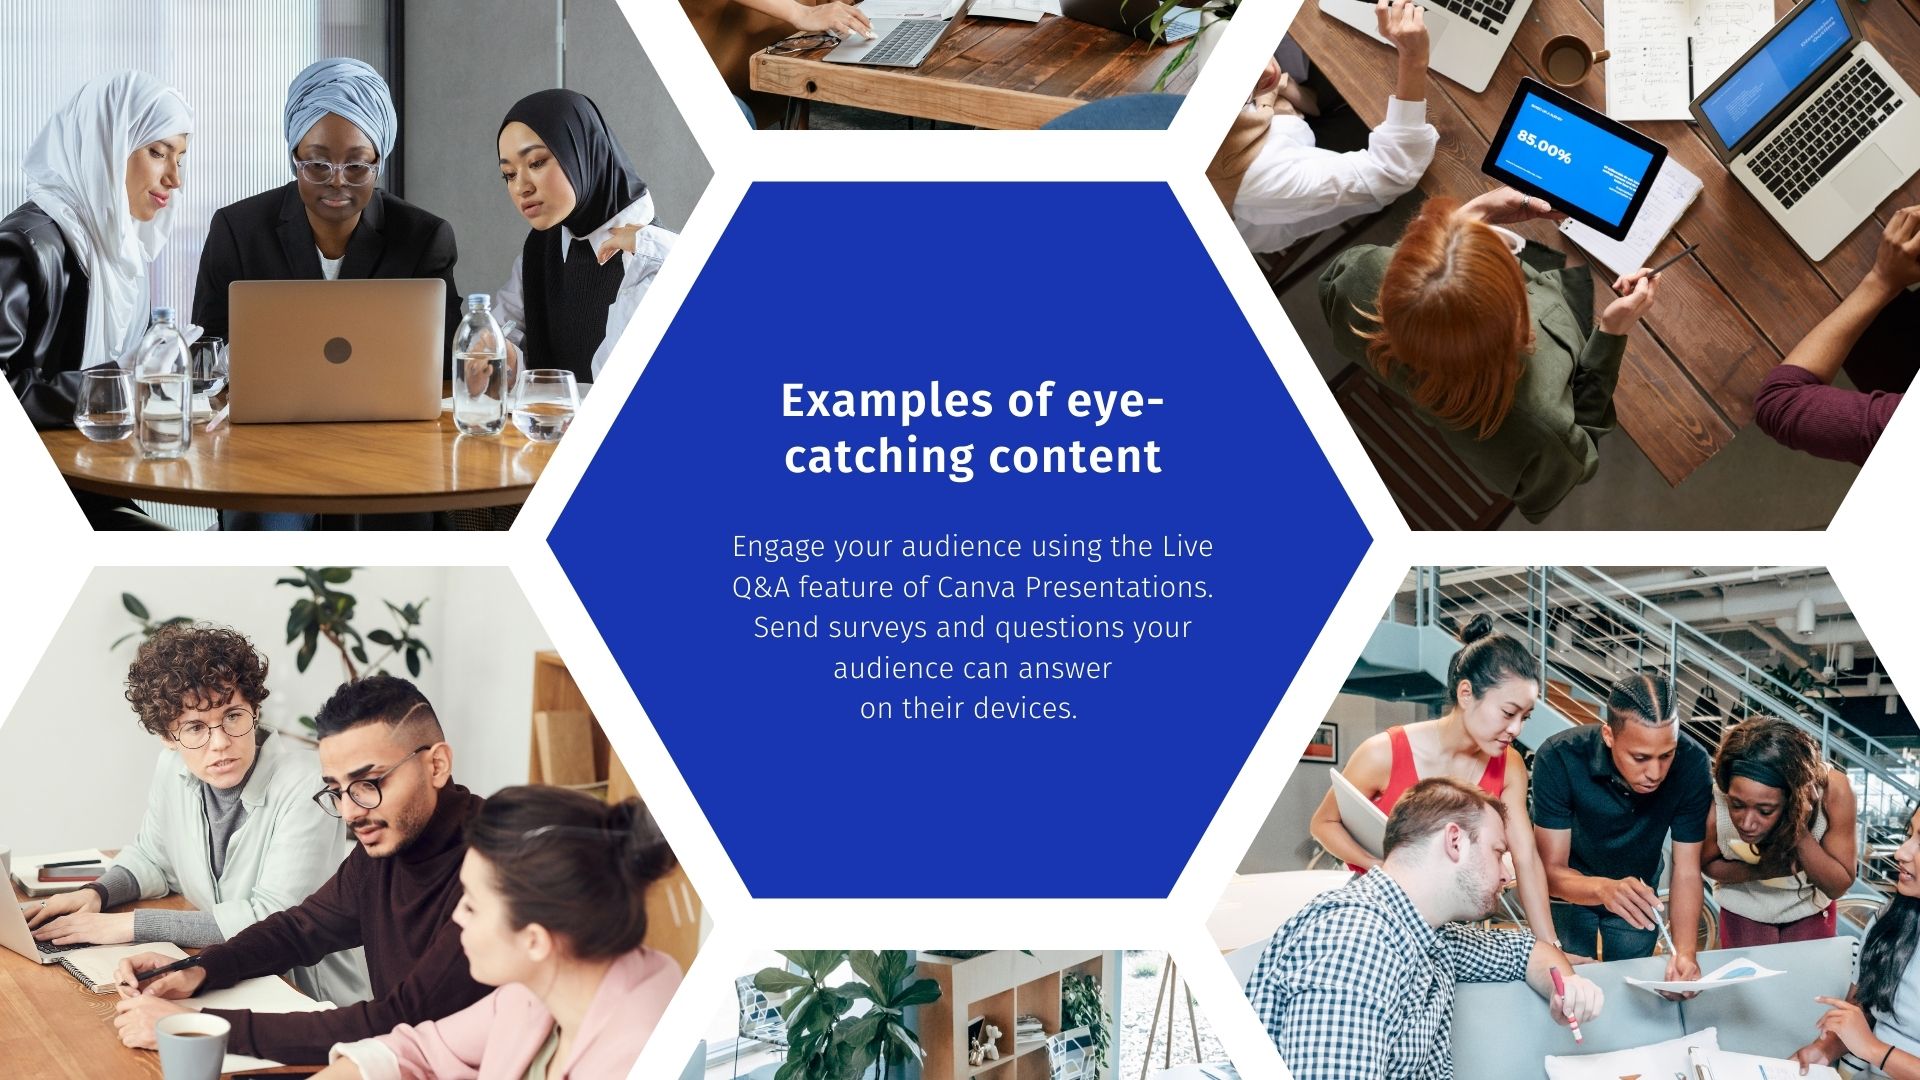 Examples of eye-
catching content
Engage your audience using the Live
Q&A feature of Canva Presentations.
Send surveys and questions your
audience can answer
on their devices.
85.00%